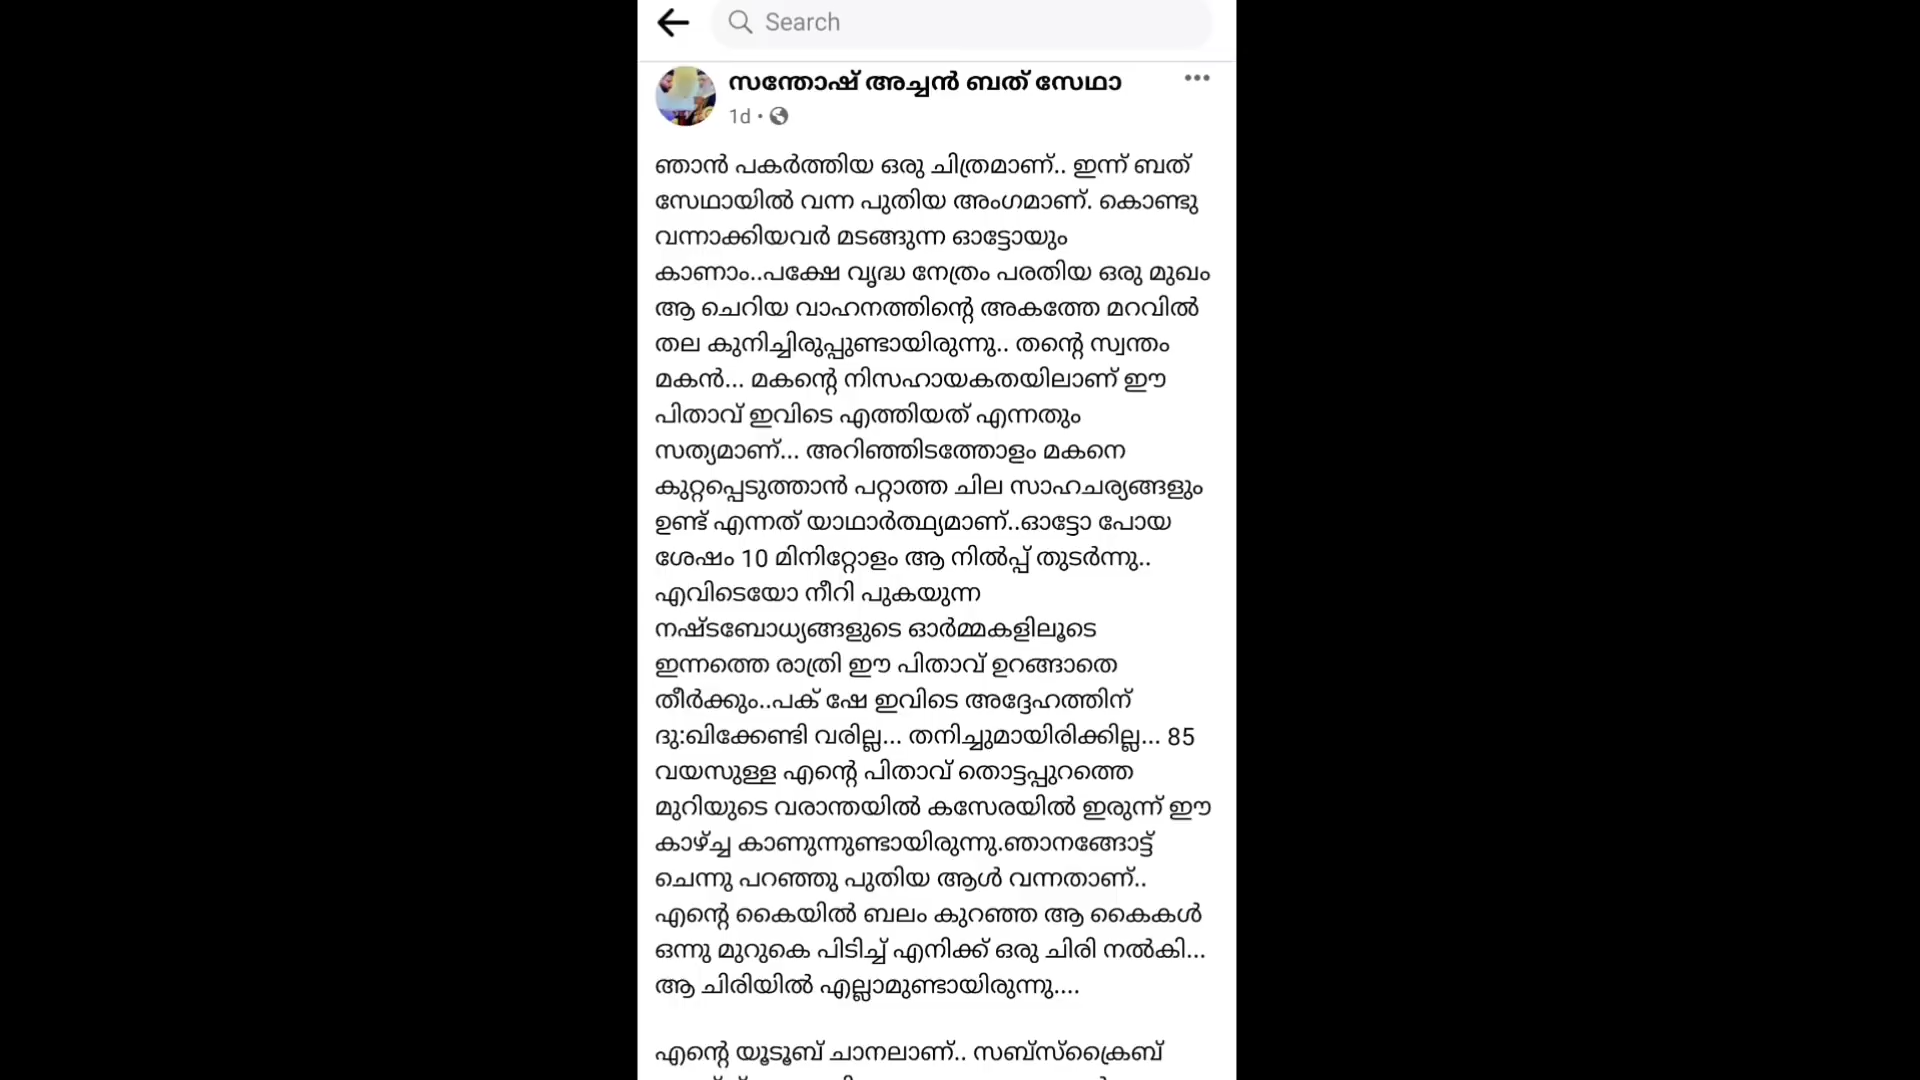 Search
സന്തോഷ് അച്ചൻ ബത് സേഥാ
1d
ഞാൻ പകർത്തിയ ഒരു ചിത്രമാണ്.. ഇന്ന് ബത്
സേഥായിൽ വന്ന പുതിയ അംഗമാണ്. കൊണ്ടു
വന്നാക്കിയവർ മടങ്ങുന്ന ഓട്ടോയും
കാണാം..പക്ഷേ വൃദ്ധ നേത്രം പരതിയ ഒരു മുഖം
ആ ചെറിയ വാഹനത്തിന്റെ അകത്തേ മറവിൽ
തല കുനിച്ചിരുപ്പുണ്ടായിരുന്നു.. തന്റെ സ്വന്തം
മകൻ... മകന്റെ നിസഹായകതയിലാണ് ഈ
പിതാവ് ഇവിടെ എത്തിയത് എന്നതും
സത്യമാണ്... അറിഞ്ഞിടത്തോളം മകനെ
കുറ്റപ്പെടുത്താൻ പറ്റാത്ത ചില സാഹചര്യങ്ങളും
ഉണ്ട് എന്നത് യാഥാർത്ഥ്യമാണ്..ഓട്ടോ പോയ
ശേഷം 10 മിനിറ്റോളം ആ നിൽപ്പ് തുടർന്നു..
എവിടെയോ നീറി പുകയുന്ന
നഷ്ടബോധ്യങ്ങളുടെ ഓർമ്മകളിലൂടെ
ഇന്നത്തെ രാത്രി ഈ പിതാവ് ഉറങ്ങാതെ
തീർക്കും..പക് ഷേ ഇവിടെ അദ്ദേഹത്തിന്
ദു:ഖിക്കേണ്ടി വരില്ല... തനിച്ചുമായിരിക്കില്ല... 85
വയസുള്ള എന്റെ പിതാവ് തൊട്ടപ്പുറത്തെ
മുറിയുടെ വരാന്തയിൽ കസേരയിൽ ഇരുന്ന് ഈ
കാഴ്ച്ച കാണുന്നുണ്ടായിരുന്നു.ഞാനങ്ങോട്ട്
ചെന്നു പറഞ്ഞു പുതിയ ആൾ വന്നതാണ്..
എന്റെ കൈയിൽ ബലം കുറഞ്ഞ ആ കൈകൾ
ഒന്നു മുറുകെ പിടിച്ച് എനിക്ക് ഒരു ചിരി നൽകി...
ആ ചിരിയിൽ എല്ലാമുണ്ടായിരുന്നു....
എന്റെ യൂടൂബ് ചാനലാണ്.. സബ്സ്ക്രൈബ്